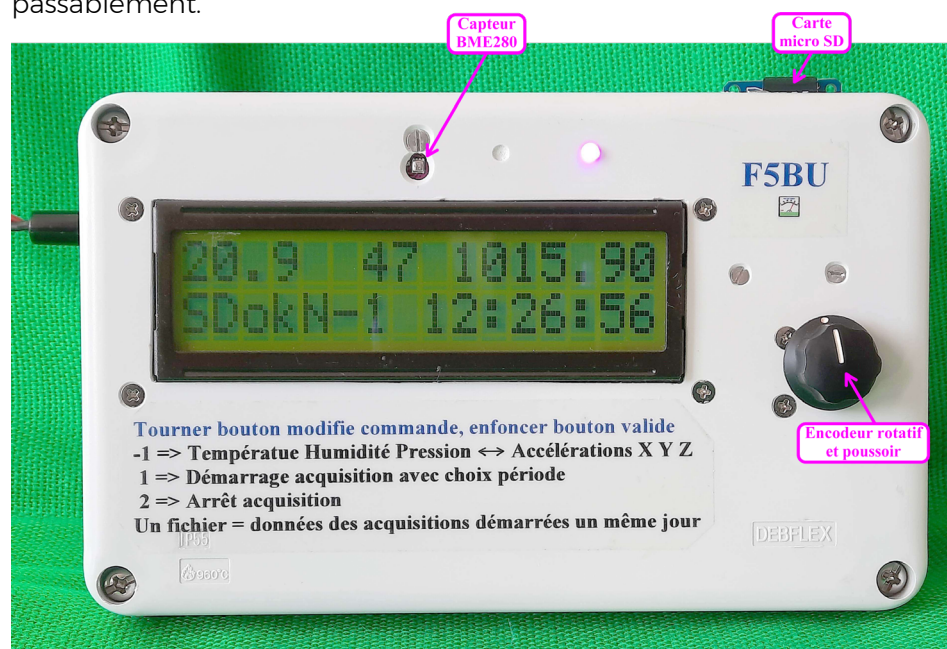 passablement.
Capteur
BME280
Carte
micro SD
F5BU
20.9 47 1015.90
SDokN-1 12:26:56
Encodeur rotatif
et poussoir
Tourner bouton modifie commande, enfoncer bouton valide
-1 => Températue Humidité Pression ↔ Accélérations X Y Z
1 => Démarrage acquisition avec choix période
2 => Arrêt acquisition
Un fichier = données des acquisitions démarrées un même jour
IP55
DEBFLEX
960°C